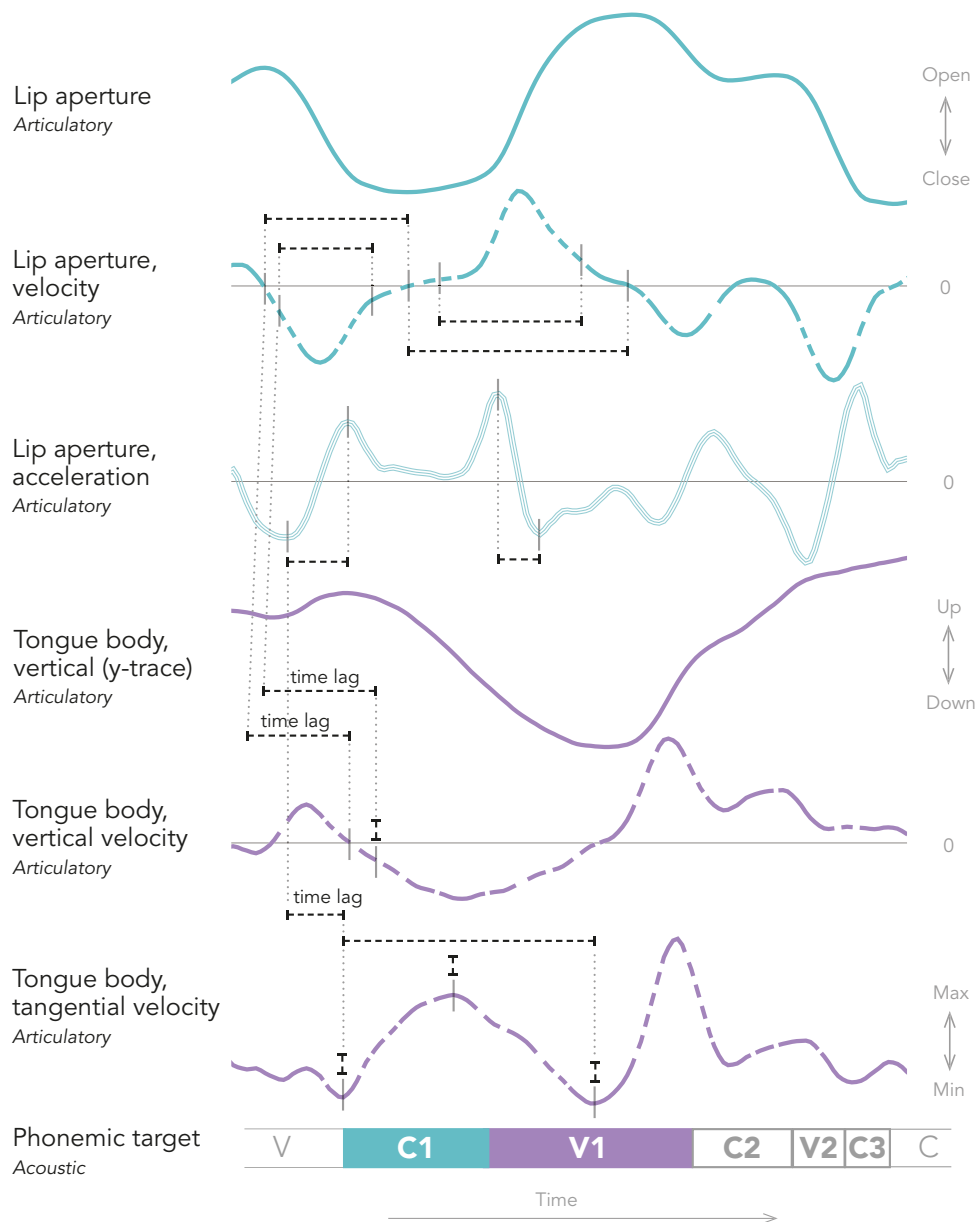 Lip aperture
Articulatory
Open
Close
Lip aperture,
velocity
Articulatory
0
Lip aperture,
acceleration
Articulatory
0
Tongue body,
vertical (y-trace)
Articulatory
Up
Down
time lag
time lag
Tongue body,
vertical velocity
Articulatory
0
time lag
Tongue body,
tangential velocity
Articulatory
Max
Min
Phonemic target
Acoustic
V C1 V1 C2 V2 C3 C
Time